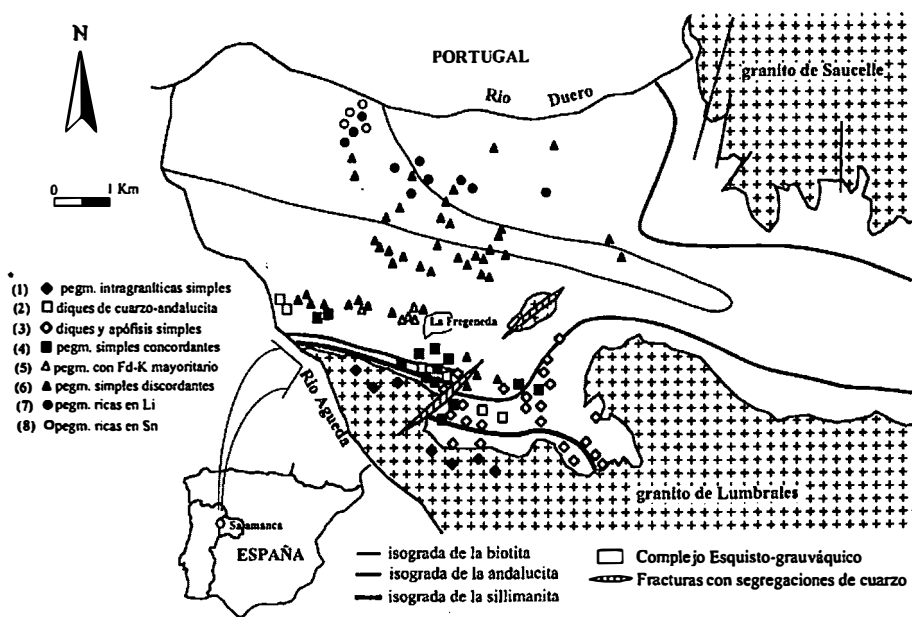 N
PORTUGAL
granito de Saucelle
Río Duero
0 1 Km
(1) pegm. intragraníticas simples
(2) diques de cuarzo-andalucita
(3) diques y apófisis simples
(4) pegm. simples concordantes
(5) pegm. con Fd-K mayoritario
(6) pegm. simples discordantes
(7) pegm. ricas en Li
(8) pegm. ricas en Sn
La Fregeneda
Río Agueda
granito de Lumbrales
Salamanca
ESPAÑA
isograda de la biotita
isograda de la andalucita
isograda de la sillimanita
Complejo Esquisto-grauváquico
Fracturas con segregaciones de cuarzo